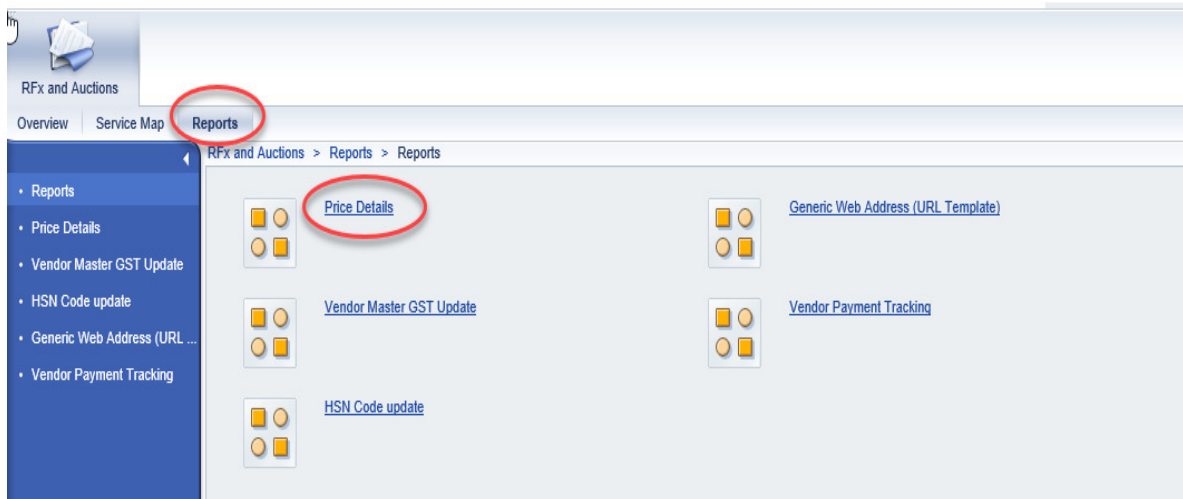 RFx and Auctions
Overview Service Map Reports
RFx and Auctions > Reports > Reports
• Reports
• Price Details
• Vendor Master GST Update
• HSN Code update
• Generic Web Address (URL ...
• Vendor Payment Tracking
Price Details
Generic Web Address (URL Template)
Vendor Master GST Update
Vendor Payment Tracking
HSN Code update